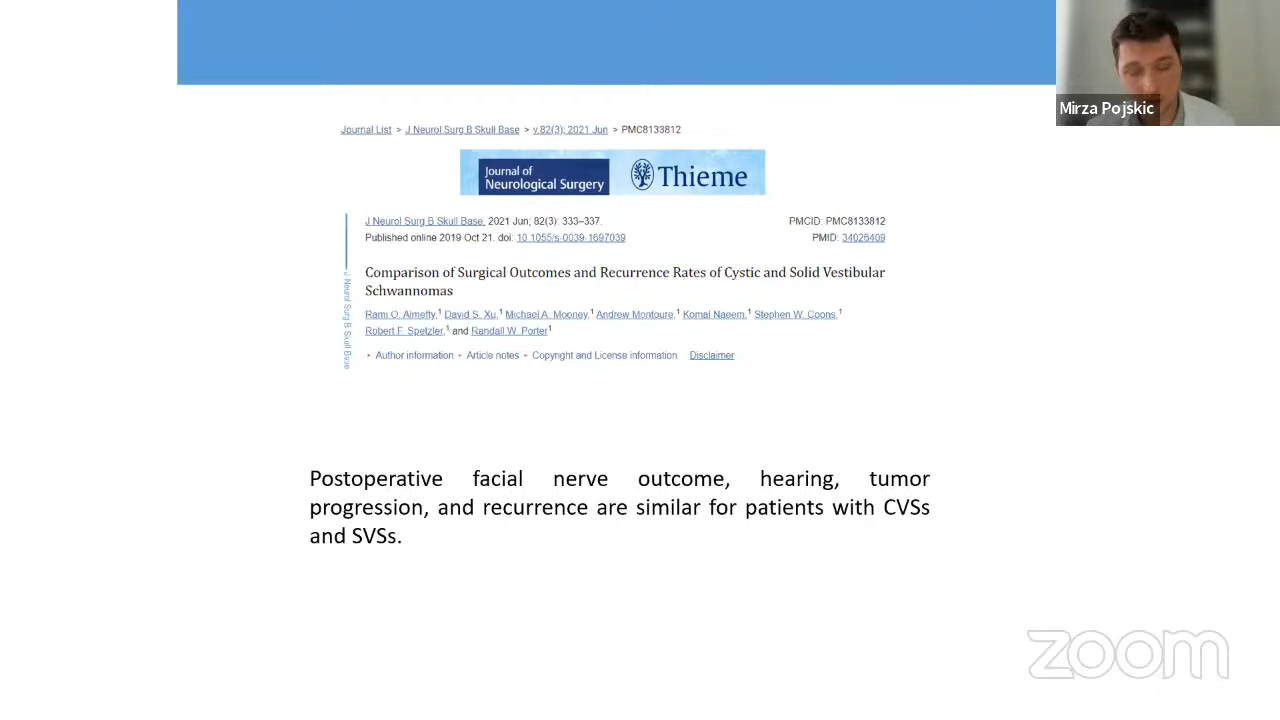 Mirza Pojskic
Journal List > J Neurol Surg B Skull Base > v.82(3); 2021 Jun > PMC8133812
Journal of
Neurological Surgery
Thieme
J Neurol Surg B Skull Base. 2021 Jun; 82(3): 333–337.
PMCID: PMC8133812
Published online 2019 Oct 21. doi: 10.1055/s-0039-1697039
PMID: 34026409
J Neurol Surg B Skull Base
Comparison of Surgical Outcomes and Recurrence Rates of Cystic and Solid Vestibular
Schwannomas
Rami O. Almefty,1 David S. Xu,1 Michael A. Mooney,1 Andrew Montoure,1 Komal Naeem,1 Stephen W. Coons,1
Robert F. Spetzler,1 and Randall W. Porter1
▸ Author information ▸ Article notes ▸ Copyright and License information Disclaimer
Postoperative facial nerve outcome, hearing, tumor
progression, and recurrence are similar for patients with CVSs
and SVSs.
zoom